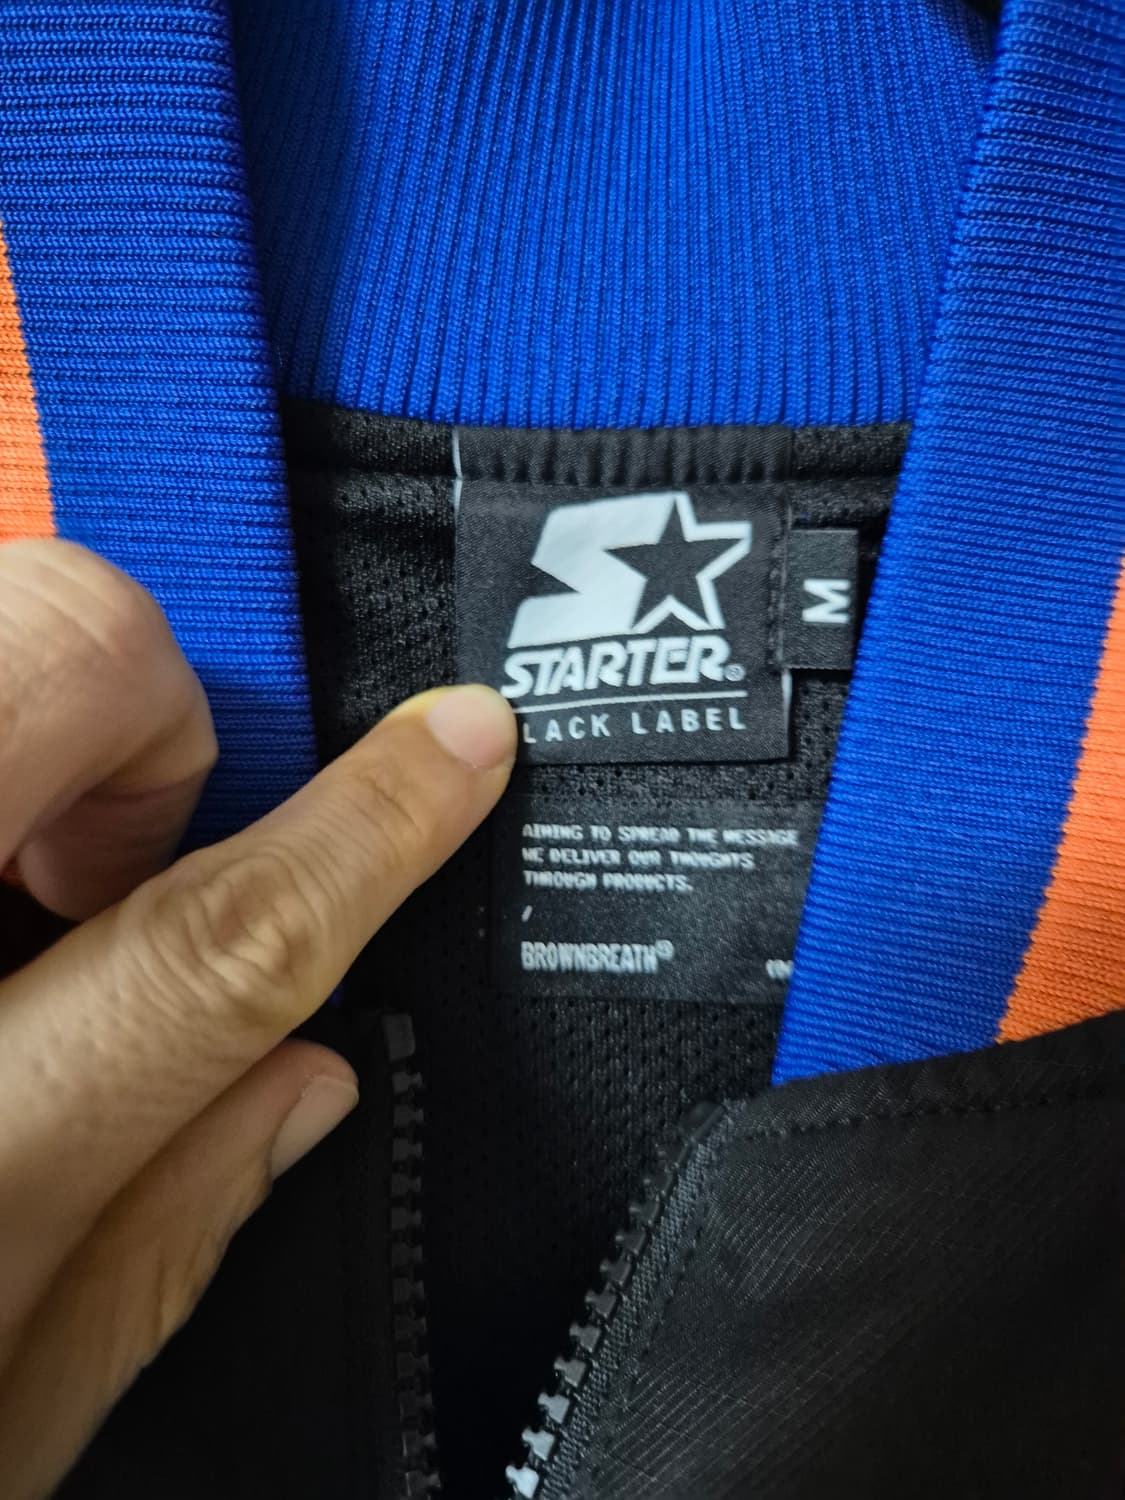 STARTER®
LACK LABEL
M
AIMING TO SPREAD THE MESSAGE
WE DELIVER OUR THOUGHTS
THROUGH PRODUCTS.
/
BROWNBREATH®